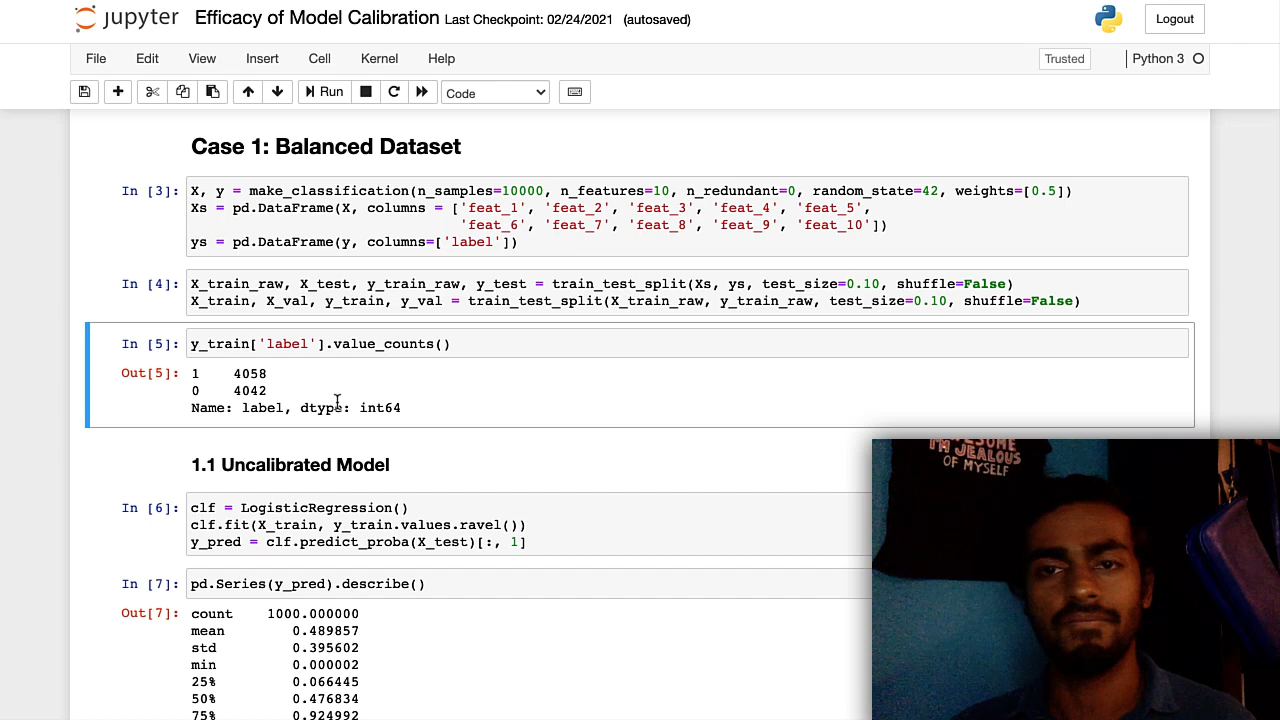 jupyter Efficacy of Model Calibration Last Checkpoint: 02/24/2021 (autosaved) Logout
File Edit View Insert Cell Kernel Help Trusted Python 3
Run Code
Case 1: Balanced Dataset
In [3]: X, y = make_classification(n_samples=10000, n_features=10, n_redundant=0, random_state=42, weights=[0.5])
Xs = pd.DataFrame(X, columns = ['feat_1', 'feat_2', 'feat_3', 'feat_4', 'feat_5',
'feat_6', 'feat_7', 'feat_8', 'feat_9', 'feat_10'])
ys = pd.DataFrame(y, columns=['label'])
In [4]: X_train_raw, X_test, y_train_raw, y_test = train_test_split(Xs, ys, test_size=0.10, shuffle=False)
X_train, X_val, y_train, y_val = train_test_split(X_train_raw, y_train_raw, test_size=0.10, shuffle=False)
In [5]: y_train['label'].value_counts()
Out[5]: 1 4058
0 4042
Name: label, dtype: int64
1.1 Uncalibrated Model
In [6]: clf = LogisticRegression()
clf.fit(X_train, y_train.values.ravel())
y_pred = clf.predict_proba(X_test)[:, 1]
In [7]: pd.Series(y_pred).describe()
Out[7]: count 1000.000000
mean 0.489857
std 0.395602
min 0.000002
25% 0.066445
50% 0.476834
75% 0.924992
I'M JEALOUS
OF MYSELF